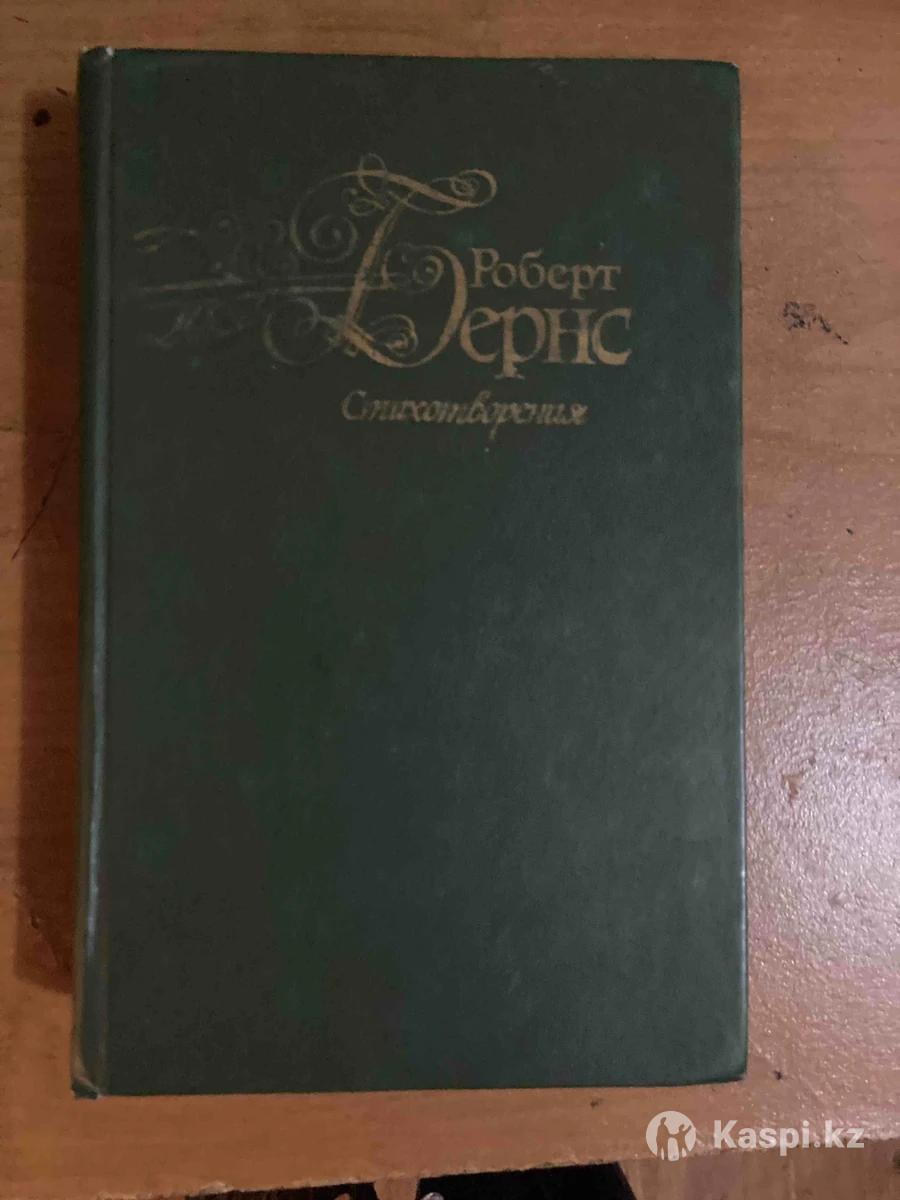 Роберт
Бернс
Стихотворения
Kaspi.kz